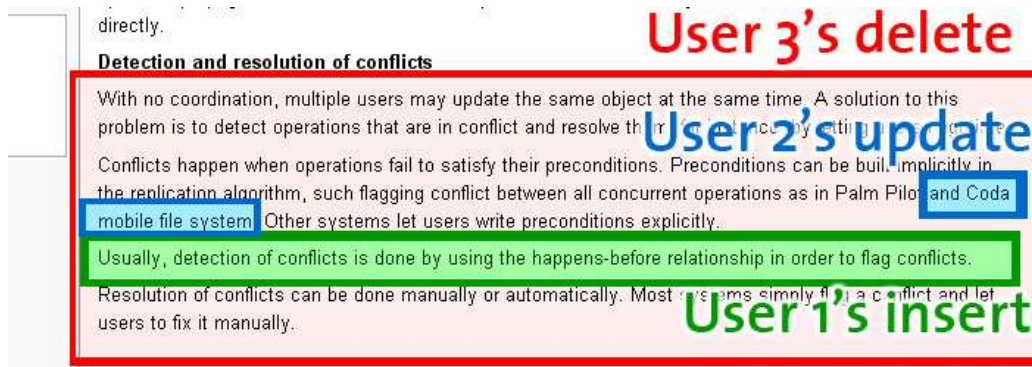 directly.
User 3's delete
Detection and resolution of conflicts
With no coordination, multiple users may update the same object at the same time. A solution to this
problem is to detect operations that are in conflict and resolve
User 2's update
Conflicts happen when operations fail to satisfy their preconditions. Preconditions can be built implicitly in
the replication algorithm, such flagging conflict between all concurrent operations as in Palm Pilot and Coda
mobile file system. Other systems let users write preconditions explicitly.
Usually, detection of conflicts is done by using the happens-before relationship in order to flag conflicts.
Resolution of conflicts can be done manually or automatically. Most systems simply flag a conflict and let
users to fix it manually.
User 1's insert